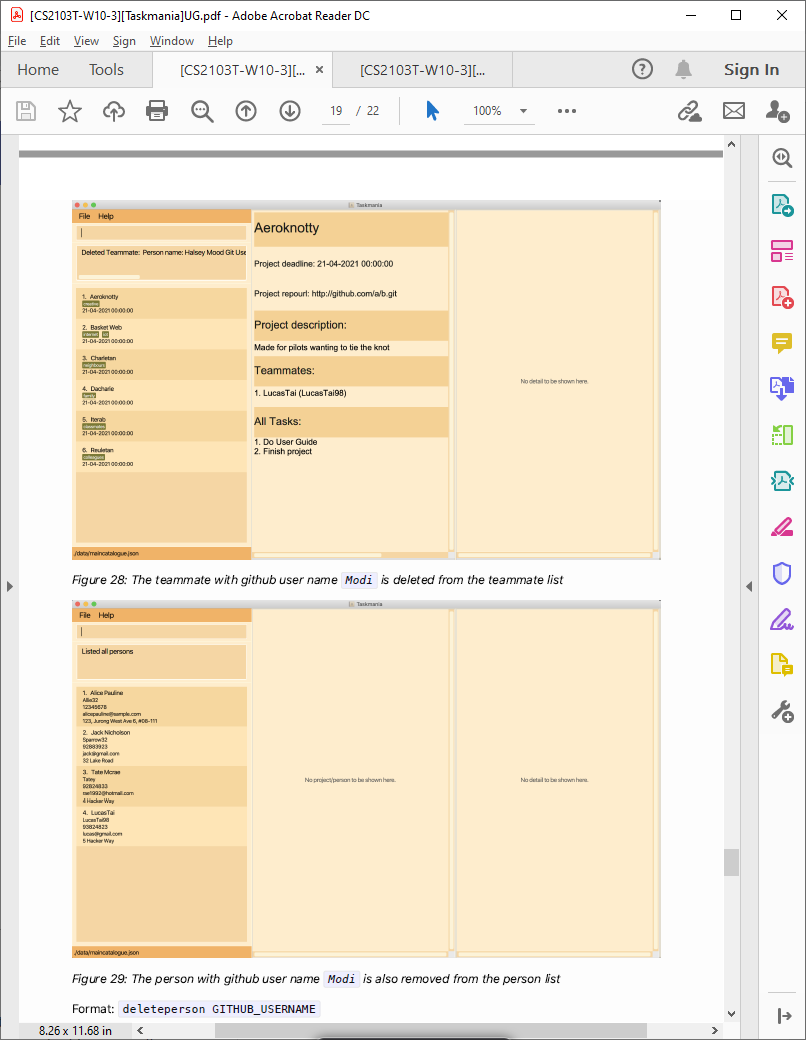 [CS2103T-W10-3][Taskmania]UG.pdf - Adobe Acrobat Reader DC
File Edit View Sign Window Help
Home Tools [CS2103T-W10-3][... × [CS2103T-W10-3][... Sign In
19 / 22 100%
Taskmania
File Help
Deleted Teammate: Person name: Halsey Mood Git Use
1. Aeroknotty
21-04-2021 00:00:00
2. Basket Web
21-04-2021 00:00:00
3. Charletan
21-04-2021 00:00:00
4. Dacharie
21-04-2021 00:00:00
5. Iterab
21-04-2021 00:00:00
6. Reuletan
21-04-2021 00:00:00
./data/maincatalogue.json
Aeroknotty
Project deadline: 21-04-2021 00:00:00
Project repourl: http://github.com/a/b.git
Project description:
Made for pilots wanting to tie the knot
Teammates:
1. LucasTai (LucasTai98)
All Tasks:
1. Do User Guide
2. Finish project
No detail to be shown here.
Figure 28: The teammate with github user name Modi is deleted from the teammate list
Taskmania
File Help
Listed all persons
1. Alice Pauline
Allie32
12345678
alicepauline@sample.com
123, Jurong West Ave 6, #08-111
2. Jack Nicholson
Sparrow32
92883923
jack@gmail.com
32 Lake Road
3. Tate Mcrae
Tatey
92824833
rae1992@hotmail.com
4 Hacker Way
4. LucasTai
LucasTai98
93824823
lucas@gmail.com
5 Hacker Way
./data/maincatalogue.json
No project/person to be shown here.
No detail to be shown here.
Figure 29: The person with github user name Modi is also removed from the person list
Format: deleteperson GITHUB_USERNAME
8.26 x 11.68 in